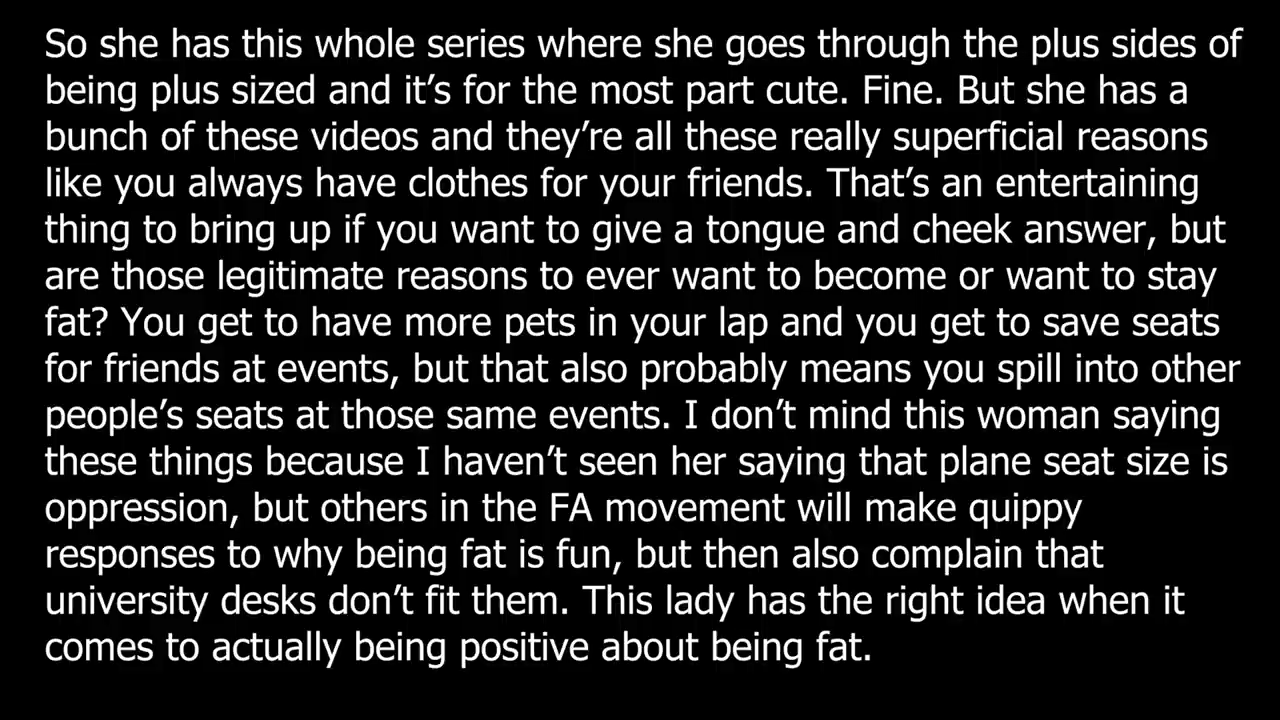 So she has this whole series where she goes through the plus sides of
being plus sized and it’s for the most part cute. Fine. But she has a
bunch of these videos and they’re all these really superficial reasons
like you always have clothes for your friends. That’s an entertaining
thing to bring up if you want to give a tongue and cheek answer, but
are those legitimate reasons to ever want to become or want to stay
fat? You get to have more pets in your lap and you get to save seats
for friends at events, but that also probably means you spill into other
people’s seats at those same events. I don’t mind this woman saying
these things because I haven’t seen her saying that plane seat size is
oppression, but others in the FA movement will make quippy
responses to why being fat is fun, but then also complain that
university desks don’t fit them. This lady has the right idea when it
comes to actually being positive about being fat.